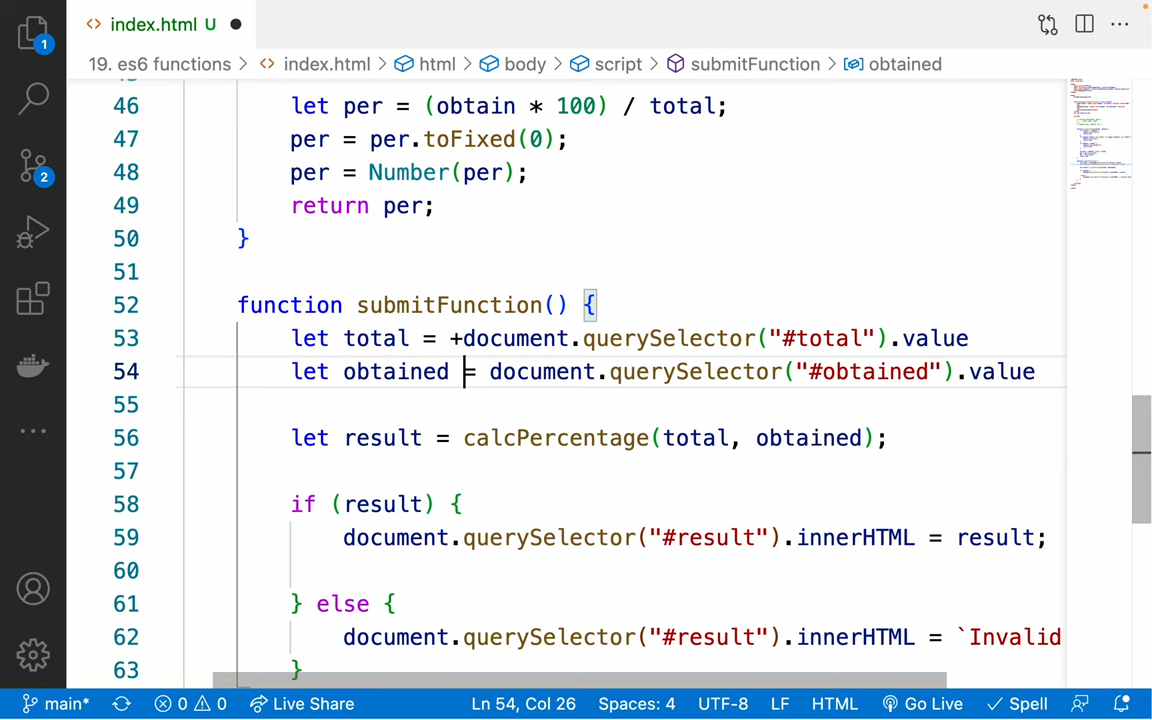 index.html U
19. es6 functions > index.html > html > body > script > submitFunction > obtained
1
2
46 let per = (obtain * 100) / total;
47 per = per.toFixed(0);
48 per = Number(per);
49 return per;
50 }
51
52 function submitFunction() {
53 let total = +document.querySelector("#total").value
54 let obtained = document.querySelector("#obtained").value
55
56 let result = calcPercentage(total, obtained);
57
58 if (result) {
59 document.querySelector("#result").innerHTML = result;
60
61 } else {
62 document.querySelector("#result").innerHTML = `Invalid
63 }
main* 0 0 Live Share Ln 54, Col 26 Spaces: 4 UTF-8 LF HTML Go Live Spell